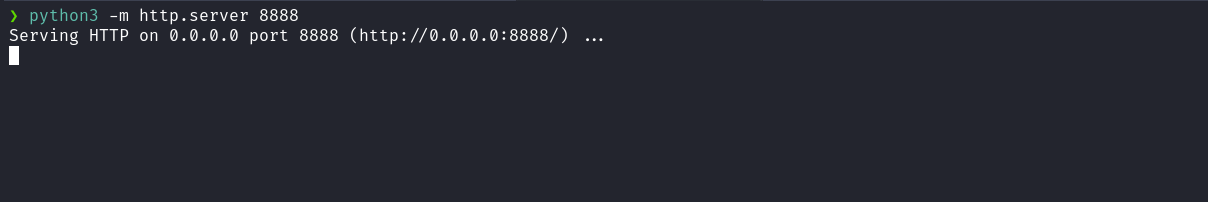 ❯ python3 -m http.server 8888
Serving HTTP on 0.0.0.0 port 8888 (http://0.0.0.0:8888/) ...